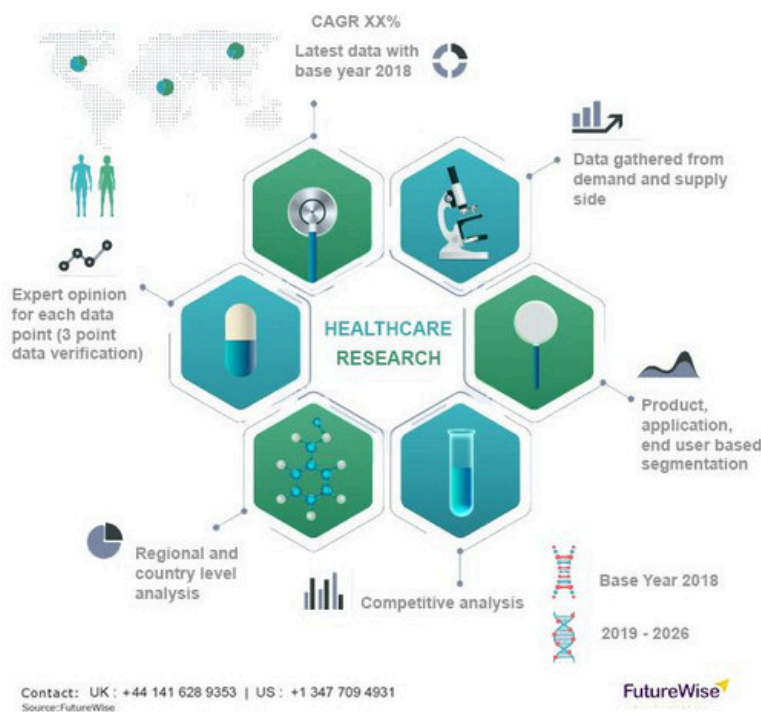 CAGR XX%
Latest data with
base year 2018
Data gathered from
demand and supply
side
Expert opinion
for each data
point (3 point
data verification)
HEALTHCARE
RESEARCH
Product,
application,
end user based
segmentation
Regional and
country level
analysis
Competitive analysis
Base Year 2018
2019 - 2026
Contact: UK : +44 141 628 9353 | US : +1 347 709 4931
Source:FutureWise
FutureWise